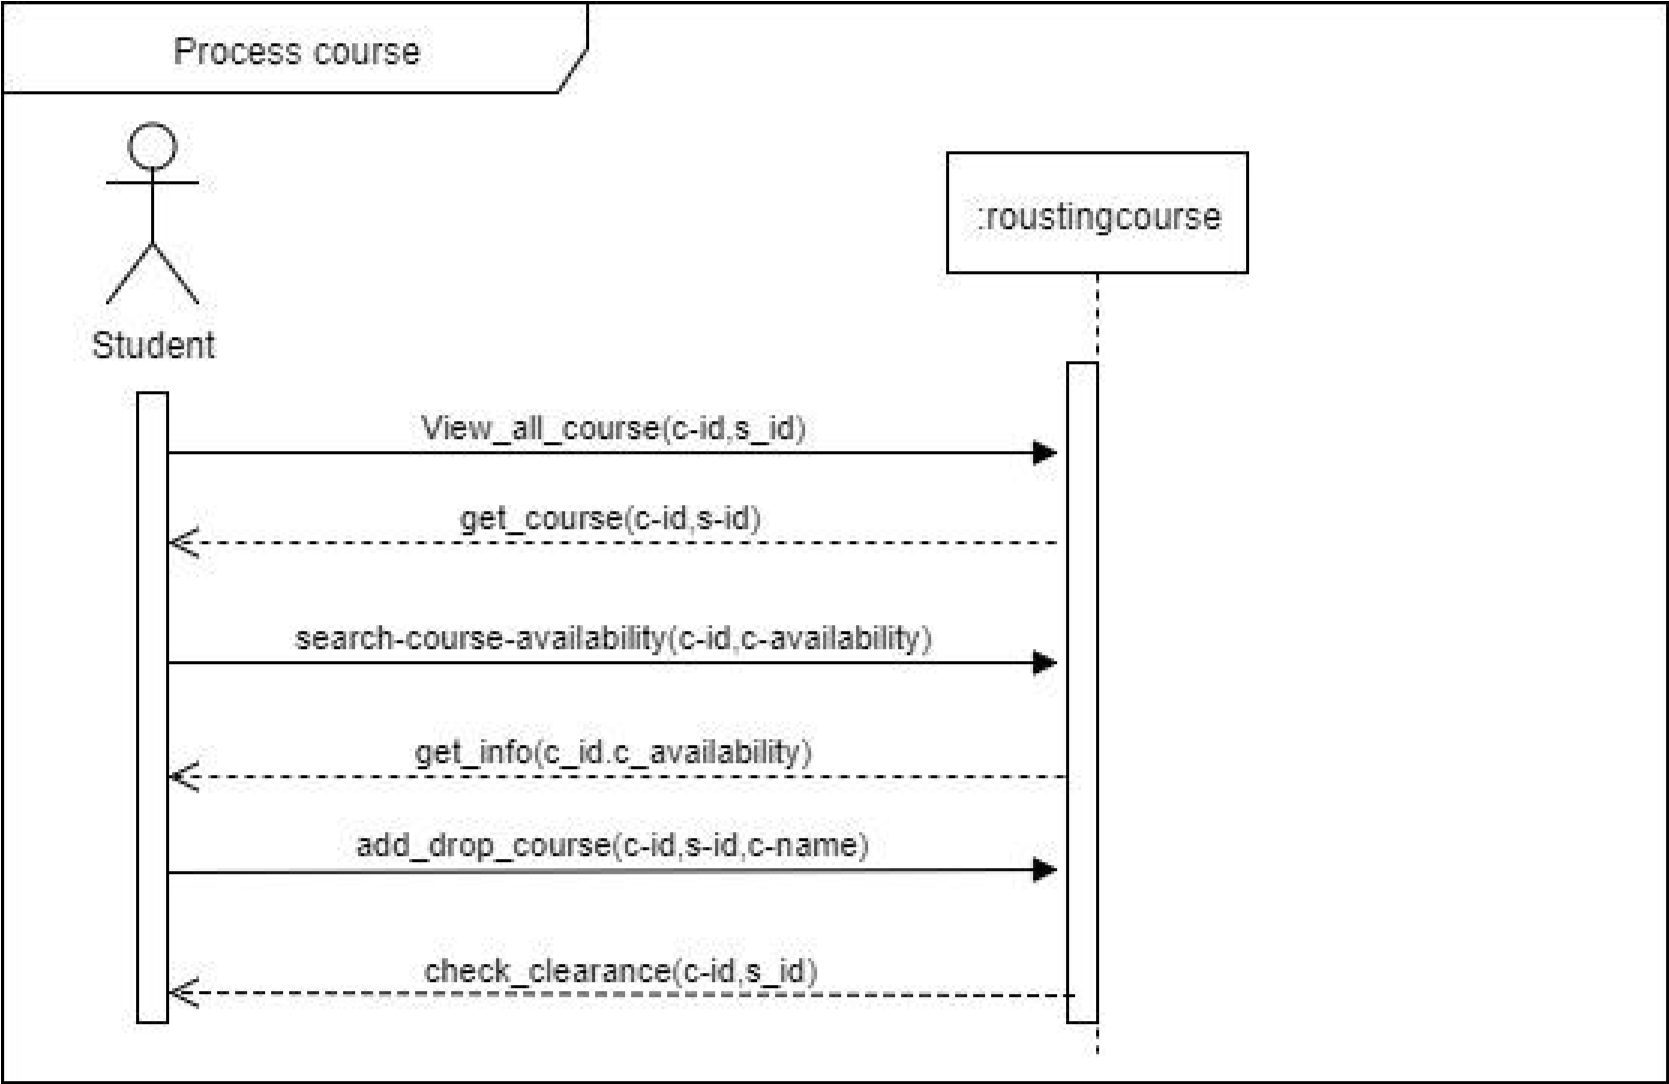 Process course
:roustingcourse
Student
View_all_course(c-id,s_id)
get_course(c-id,s-id)
search-course-availability(c-id,c-availability)
get_info(c_id.c_availability)
add_drop_course(c-id,s-id,c-name)
check_clearance(c-id,s_id)